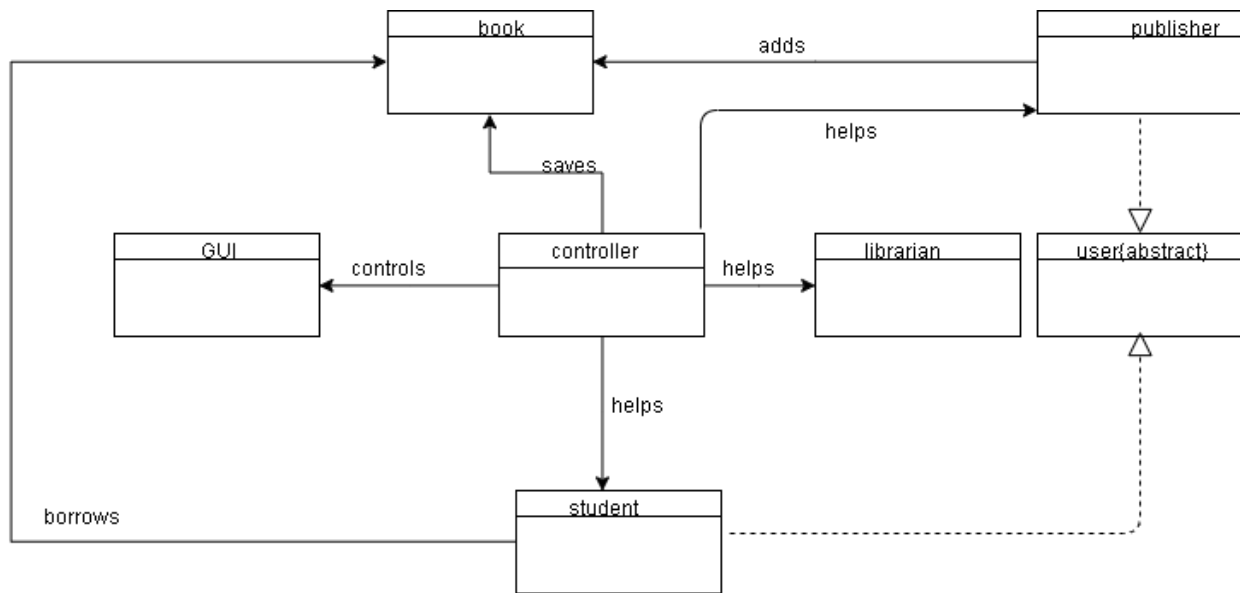 book
publisher
adds
helps
saves
GUI
controller
librarian
user{abstract}
controls
helps
helps
student
borrows